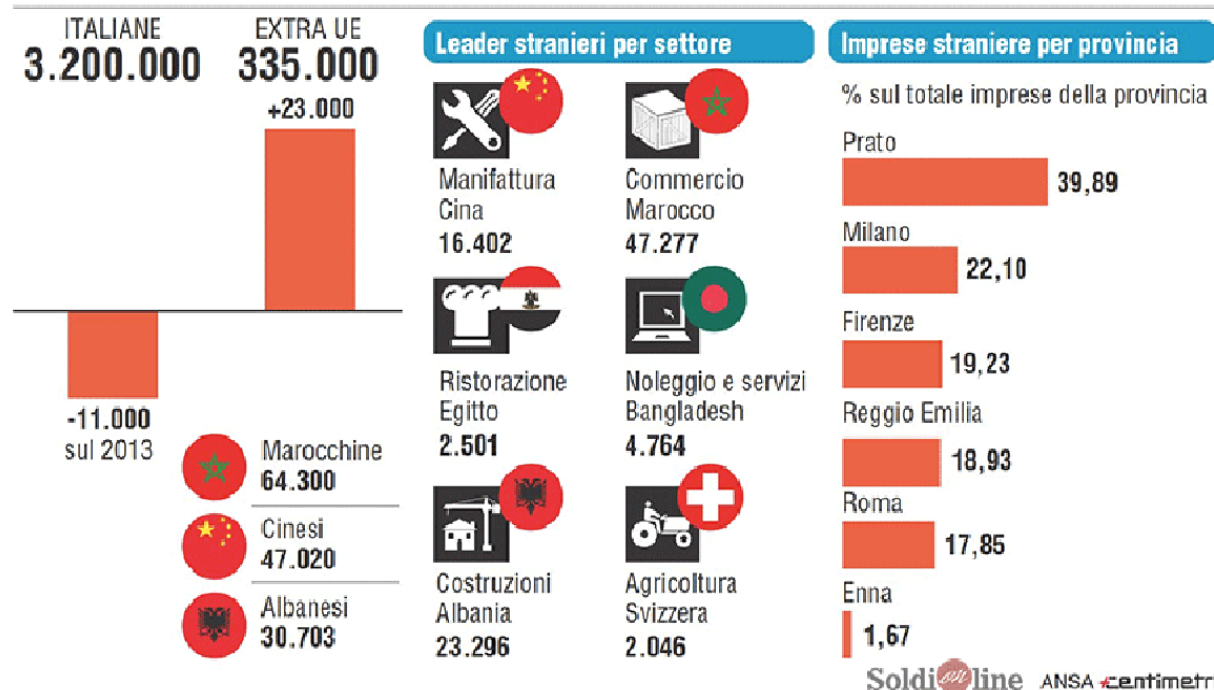 ITALIANE
3.200.000
EXTRA UE
335.000
+23.000
-11.000
sul 2013
Marocchine
64.300
Cinesi
47.020
Albanesi
30.703
Leader stranieri per settore
Manifattura
Cina
16.402
Commercio
Marocco
47.277
Ristorazione
Egitto
2.501
Noleggio e servizi
Bangladesh
4.764
Costruzioni
Albania
23.296
Agricoltura
Svizzera
2.046
Imprese straniere per provincia
% sul totale imprese della provincia
Prato
39,89
Milano
22,10
Firenze
19,23
Reggio Emilia
18,93
Roma
17,85
Enna
1,67
Soldi on line
ANSA centimetr